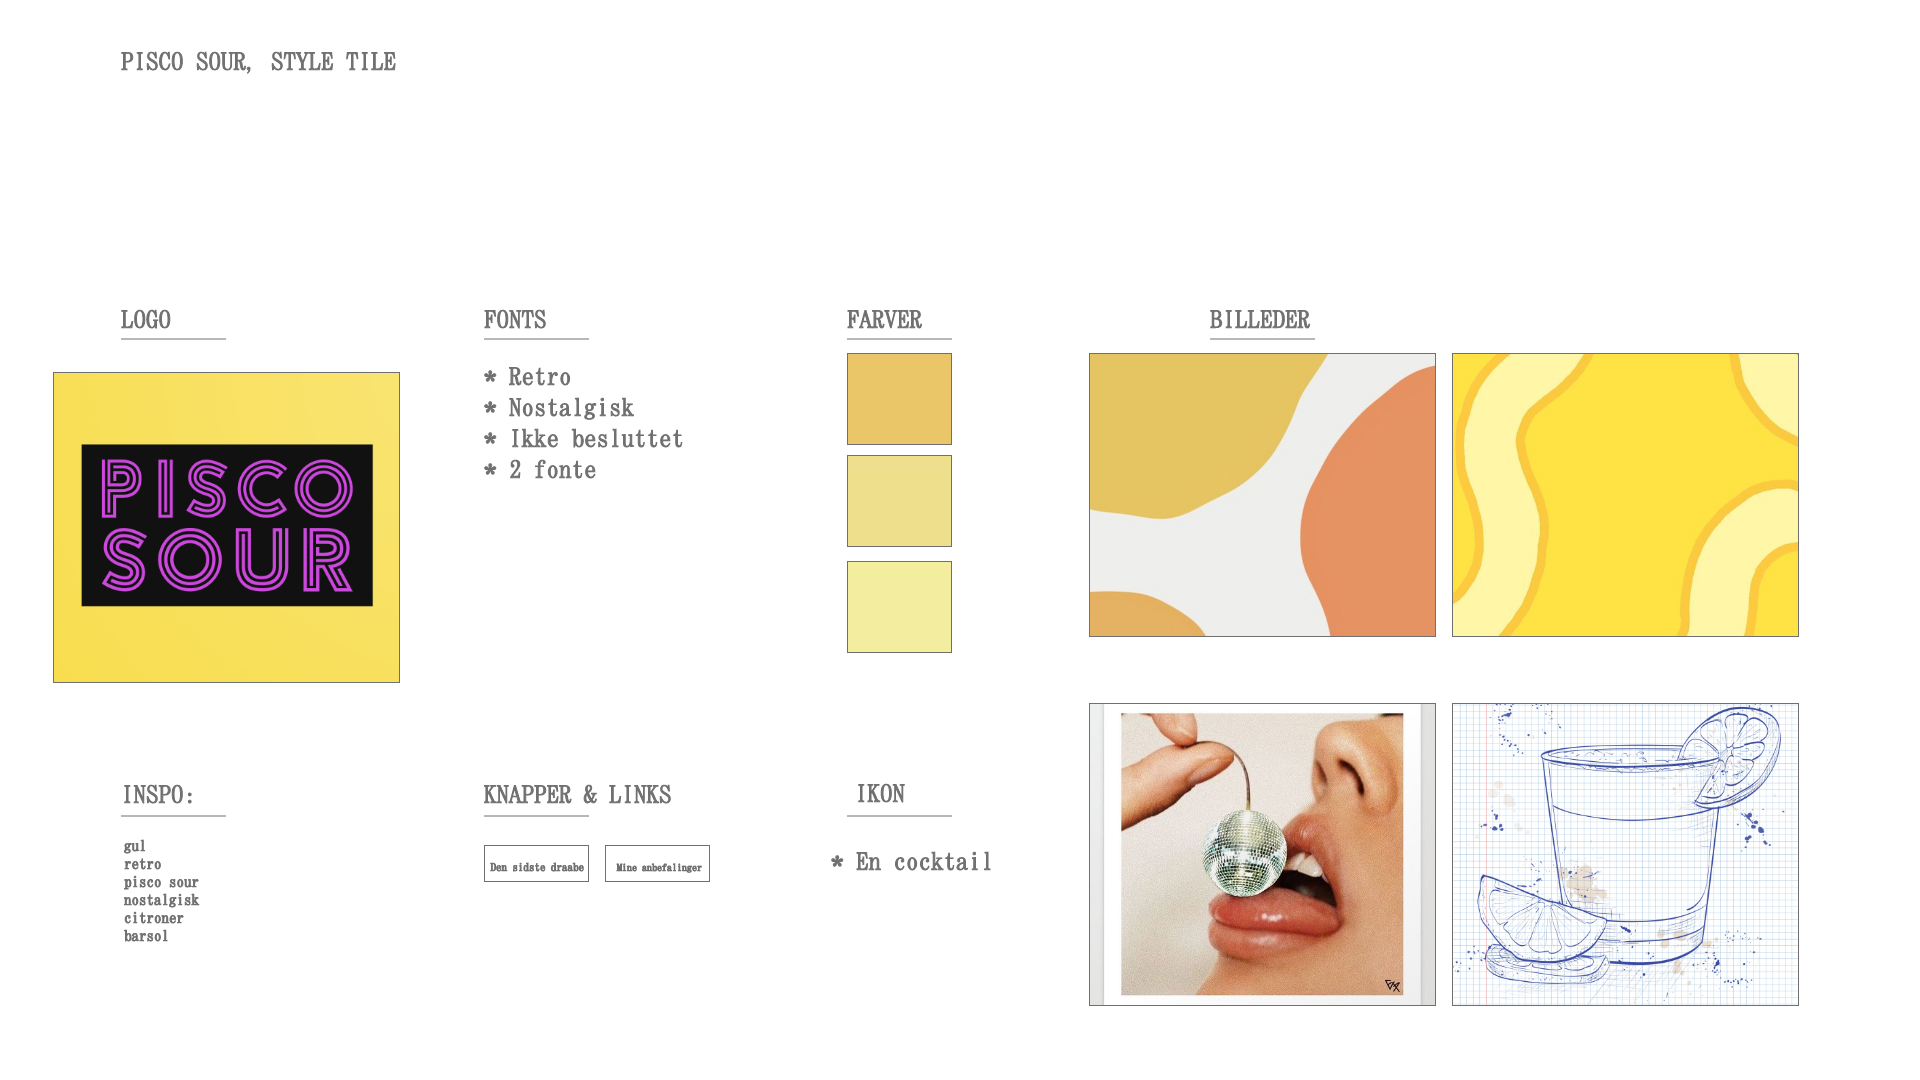 PISCO SOUR, STYLE TILE
LOGO
FONTS
FARVER
BILLEDER
PISCO
SOUR
* Retro
* Nostalgisk
* Ikke besluttet
* 2 fonte
INSPO:
gul
retro
pisco sour
nostalgisk
citroner
barsol
KNAPPER & LINKS
Den sidste draabe
Mine anbefalinger
IKON
* En cocktail